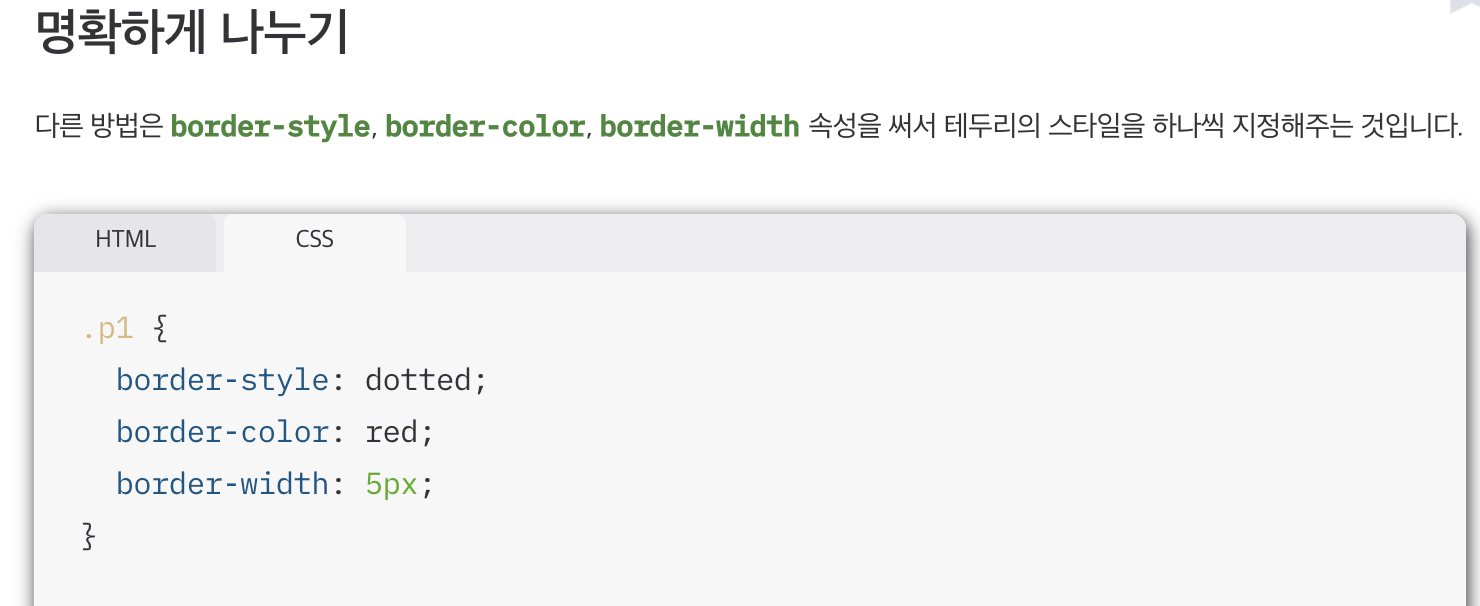 명확하게 나누기
다른 방법은 border-style, border-color, border-width 속성을 써서 테두리의 스타일을 하나씩 지정해주는 것입니다.
HTML
CSS
.p1 {
  border-style: dotted;
  border-color: red;
  border-width: 5px;
}